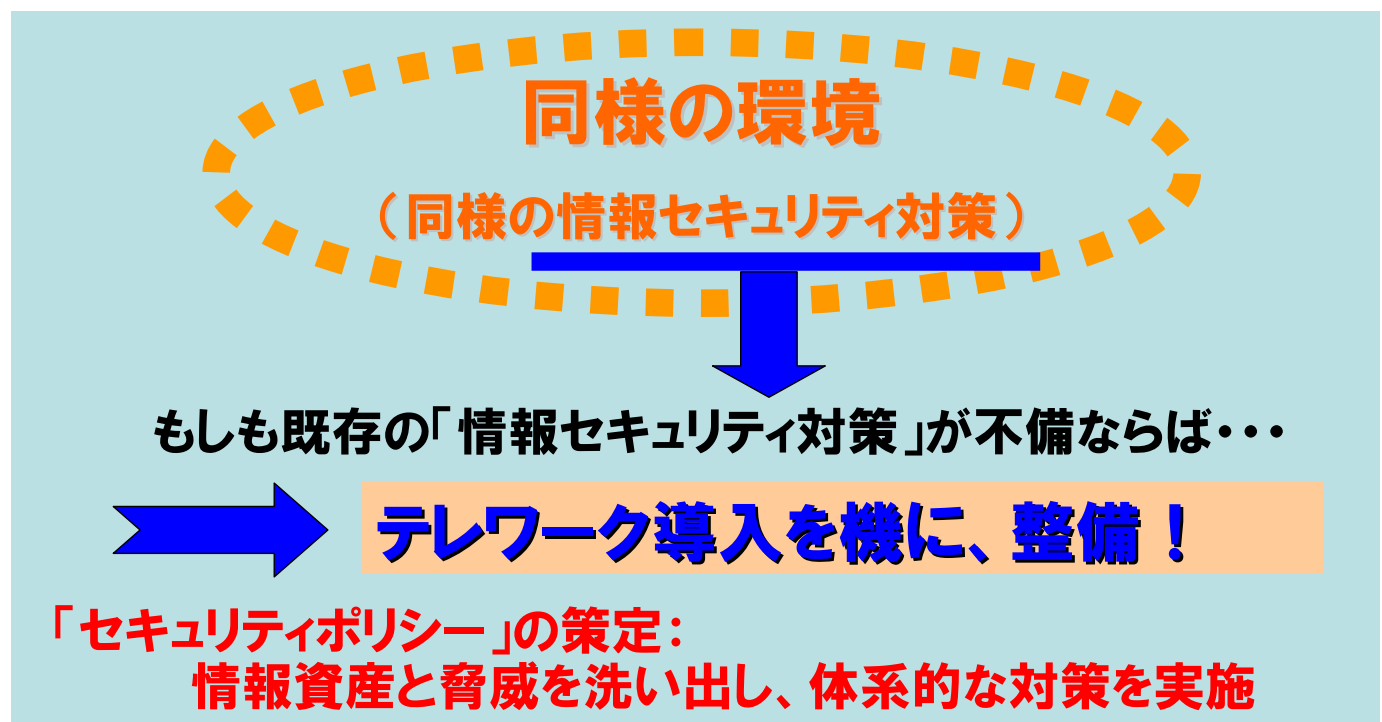 同様の環境
（同様の情報セキュリティ対策）
もしも既存の「情報セキュリティ対策」が不備ならば・・・
テレワーク導入を機に、整備！
「セキュリティポリシー」の策定：
情報資産と脅威を洗い出し、体系的な対策を実施